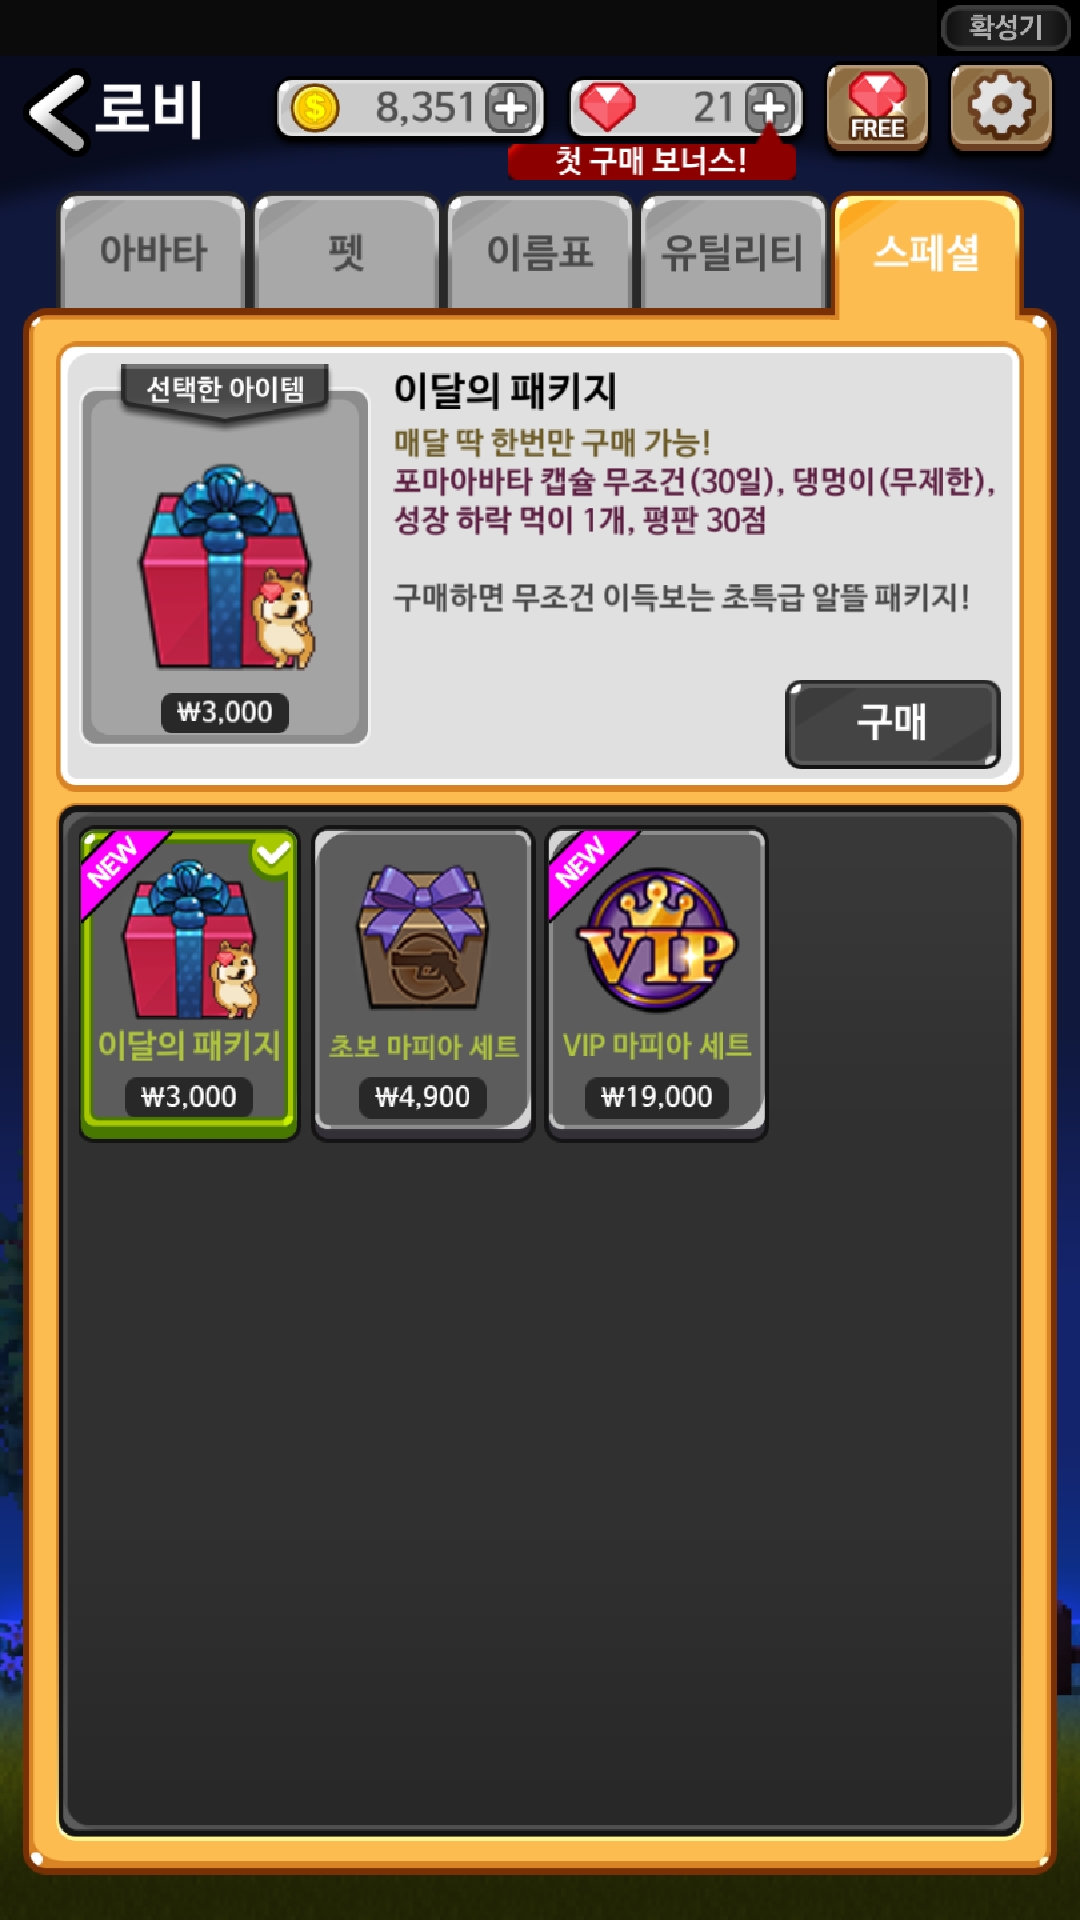 확성기
로비
8,351
21
FREE
첫 구매 보너스!
아바타
펫
이름표
유틸리티
스페셜
선택한 아이템
₩3,000
이달의 패키지
매달 딱 한번만 구매 가능!
포마아바타 캡슐 무조건(30일), 댕멍이(무제한),
성장 하락 먹이 1개, 평판 30점
구매하면 무조건 이득보는 초특급 알뜰 패키지!
구매
NEW
이달의 패키지
₩3,000
초보 마피아 세트
₩4,900
NEW
VIP
VIP 마피아 세트
₩19,000